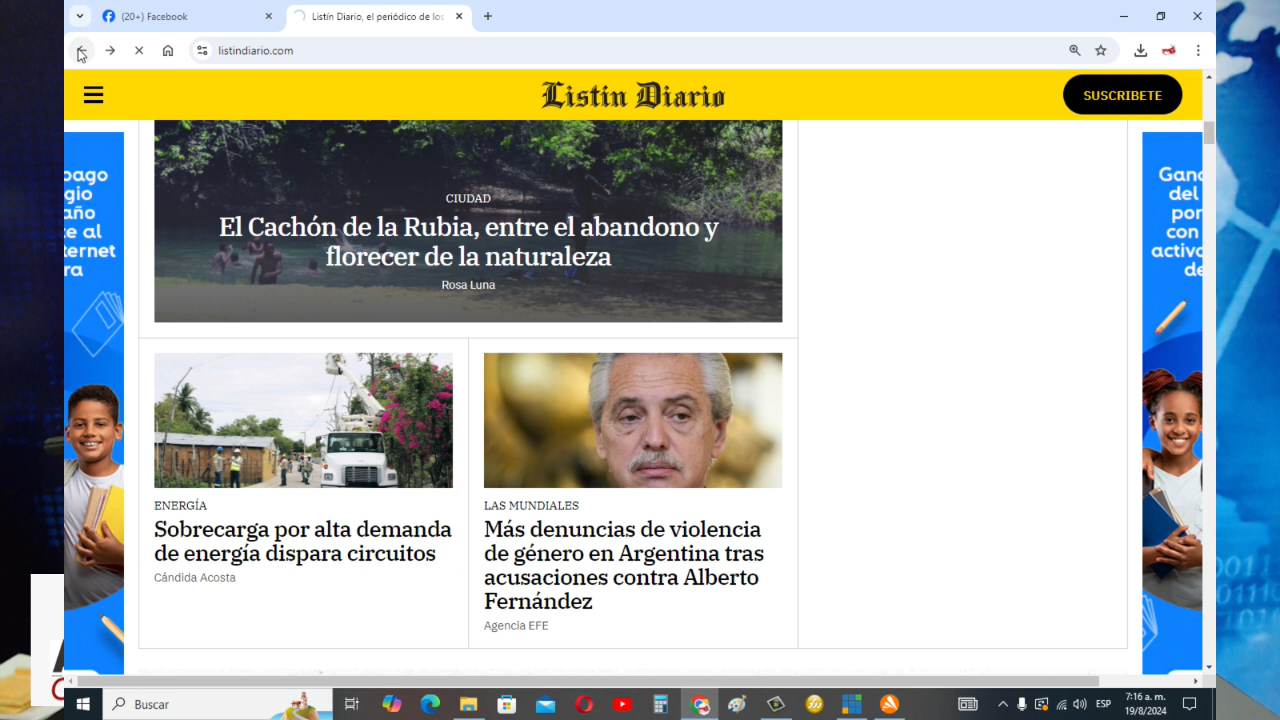 (20+) Facebook
Listín Diario, el periódico de los
listindiario.com
Listin Diario
SUSCRIBETE
CIUDAD
El Cachón de la Rubia, entre el abandono y
florecer de la naturaleza
Rosa Luna
ENERGÍA
Sobrecarga por alta demanda
de energía dispara circuitos
Cándida Acosta
LAS MUNDIALES
Más denuncias de violencia
de género en Argentina tras
acusaciones contra Alberto
Fernández
Agencia EFE
Buscar
ESP
7:16 a. m.
19/8/2024